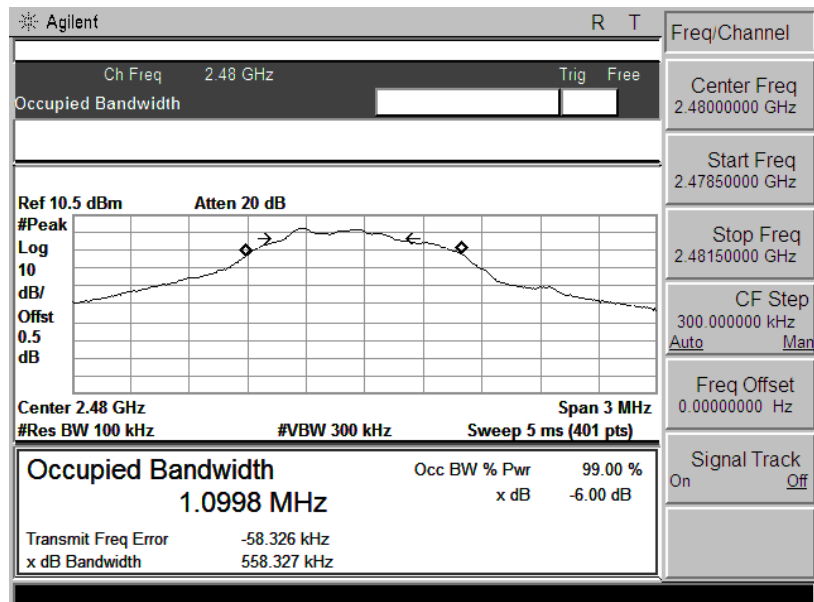 Agilent
R T
Freq/Channel
Ch Freq 2.48 GHz Trig Free
Occupied Bandwidth
Center Freq
2.48000000 GHz
Start Freq
2.47850000 GHz
Stop Freq
2.48150000 GHz
CF Step
300.000000 kHz
Auto Man
Freq Offset
0.00000000 Hz
Signal Track
On Off
Ref 10.5 dBm Atten 20 dB
#Peak
Log
10
dB/
Offst
0.5
dB
Center 2.48 GHz Span 3 MHz
#Res BW 100 kHz #VBW 300 kHz Sweep 5 ms (401 pts)
Occupied Bandwidth Occ BW % Pwr 99.00 %
1.0998 MHz x dB -6.00 dB
Transmit Freq Error -58.326 kHz
x dB Bandwidth 558.327 kHz